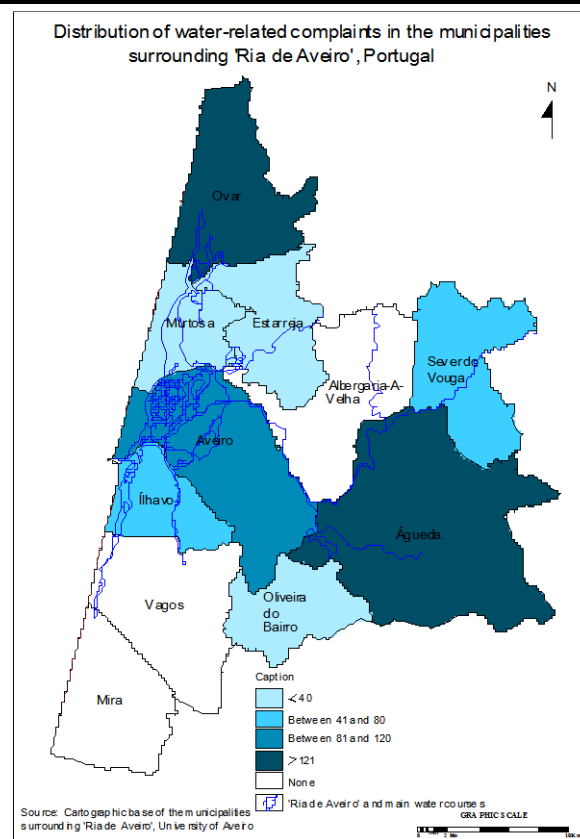 Distribution of water-related complaints in the municipalities
surrounding 'Ria de Aveiro', Portugal
N
Ovar
Murtosa
Estarreja
Albergaria-A-
Velha
Sever do
Vouga
Aveiro
Ílhavo
Águeda
Vagos
Oliveira
do
Bairro
Mira
Caption
<40
Between 41 and 80
Between 81 and 120
>121
None
'Ria de Aveiro' and main water courses
Source: Cartographic base of the municipalities
surrounding 'Ria de Aveiro', University of Aveiro
GRAPHIC SCALE